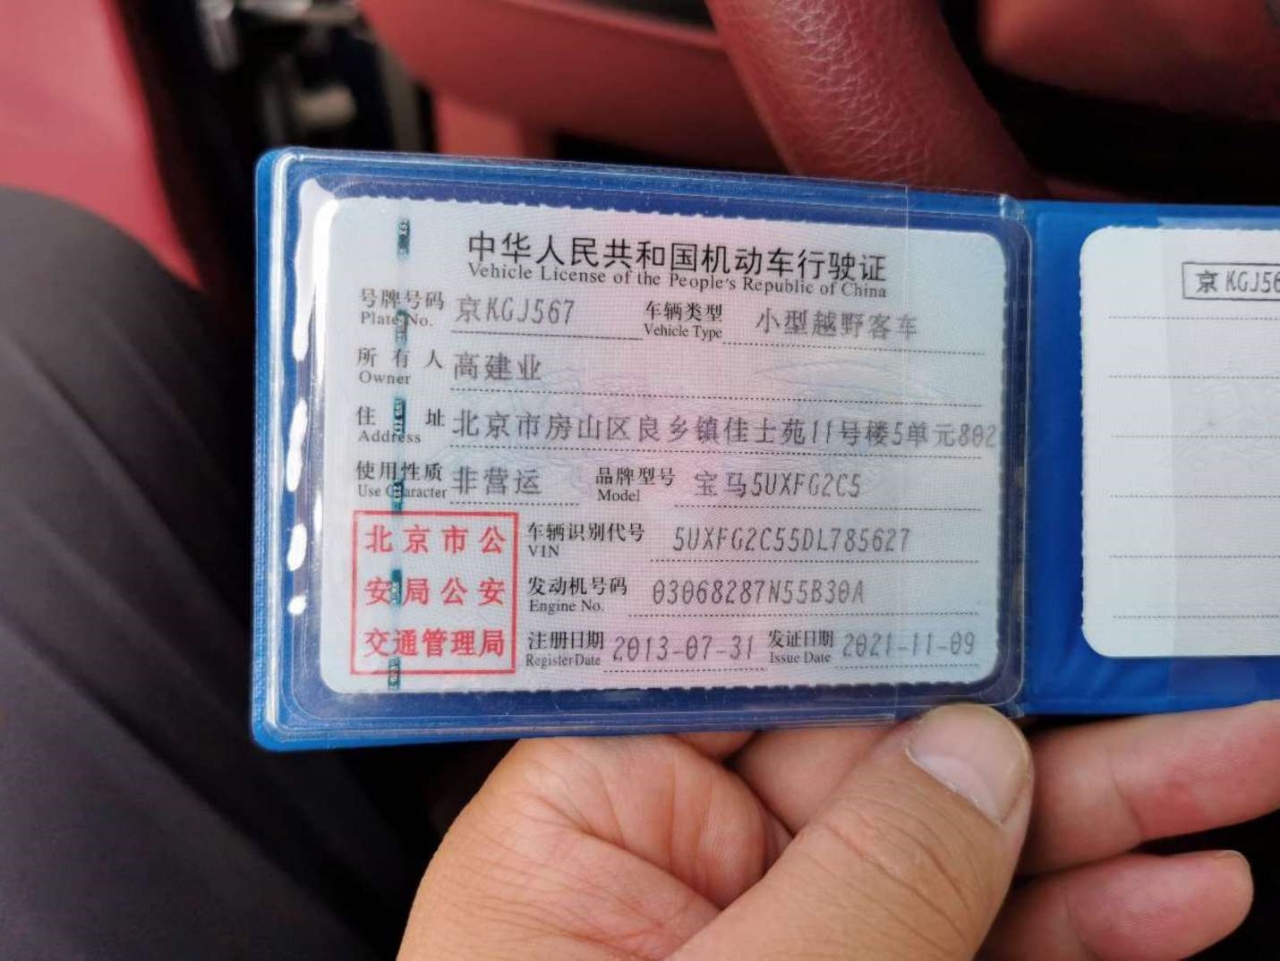 中华人民共和国机动车行驶证
Vehicle License of the People's Republic of China
号牌号码 京KGJ567 车辆类型 小型越野客车
Plate No. Vehicle Type
所有人 高建业
Owner
住址 北京市房山区良乡镇佳士苑11号楼5单元802
Address
使用性质 非营运 品牌型号 宝马5UXFG2C5
Use Character Model
北京市公
安局公安
交通管理局
车辆识别代号 5UXFG2C55DL785627
VIN
发动机号码 03068287N55B30A
Engine No.
注册日期 2013-07-31 发证日期 2021-11-09
Register Date Issue Date
京 KGJ56